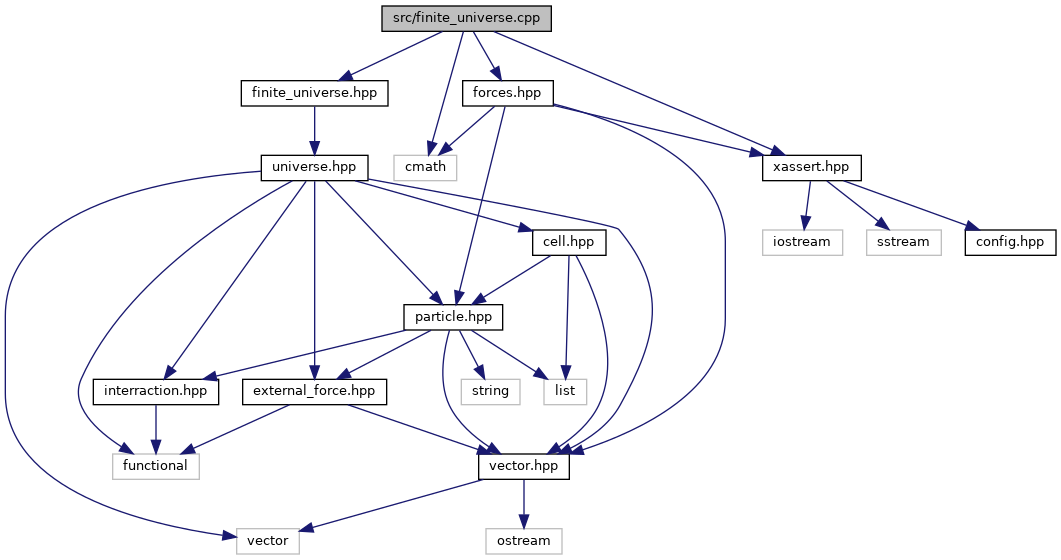 src/finite_universe.cpp
finite_universe.hpp
forces.hpp
universe.hpp
cmath
xassert.hpp
cell.hpp
iostream
sstream
config.hpp
particle.hpp
interraction.hpp
external_force.hpp
string
list
functional
vector.hpp
vector
ostream